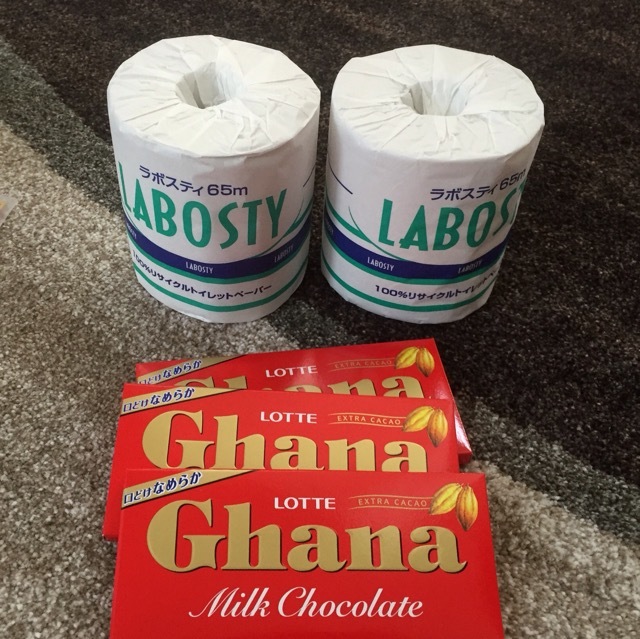 ラボスティ65m
LABOSTY
LABOSTY LABOSTY
100%リサイクルトイレットペーパー
ラボスティ65m
LABOSTY
LABOSTY LABOSTY
100%リサイクルトイレットペー
口どけなめらか
LOTTE
EXTRA CACAO
Ghana
口どけなめらか
LOTTE
EXTRA CACAO
Ghana
口どけなめらか
LOTTE
EXTRA CACAO
Ghana
Milk Chocolate